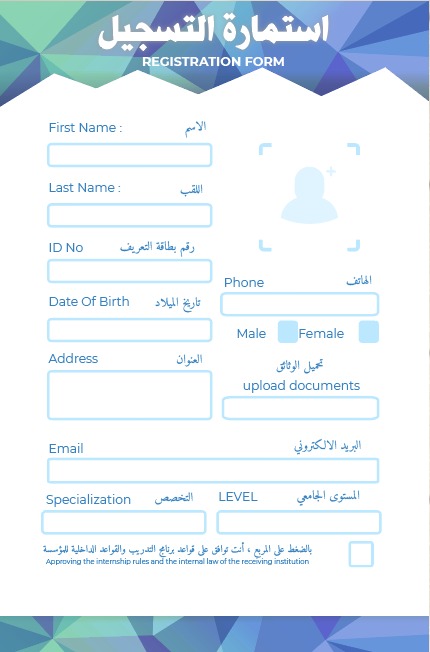 استمارة التسجيل
REGISTRATION FORM
First Name : الاسم
Last Name : اللقب
ID No رقم بطاقة التعريف
Phone الهاتف
Date Of Birth تاريخ الميلاد
Male Female
Address العنوان
تحميل الوثائق
upload documents
Email البريد الالكتروني
Specialization التخصص
LEVEL المستوى الجامعي
بالضغط على المربع ، أنت توافق على قواعد برنامج التدريب والقواعد الداخلية للمؤسسة
Approving the internship rules and the internal law of the receiving institution